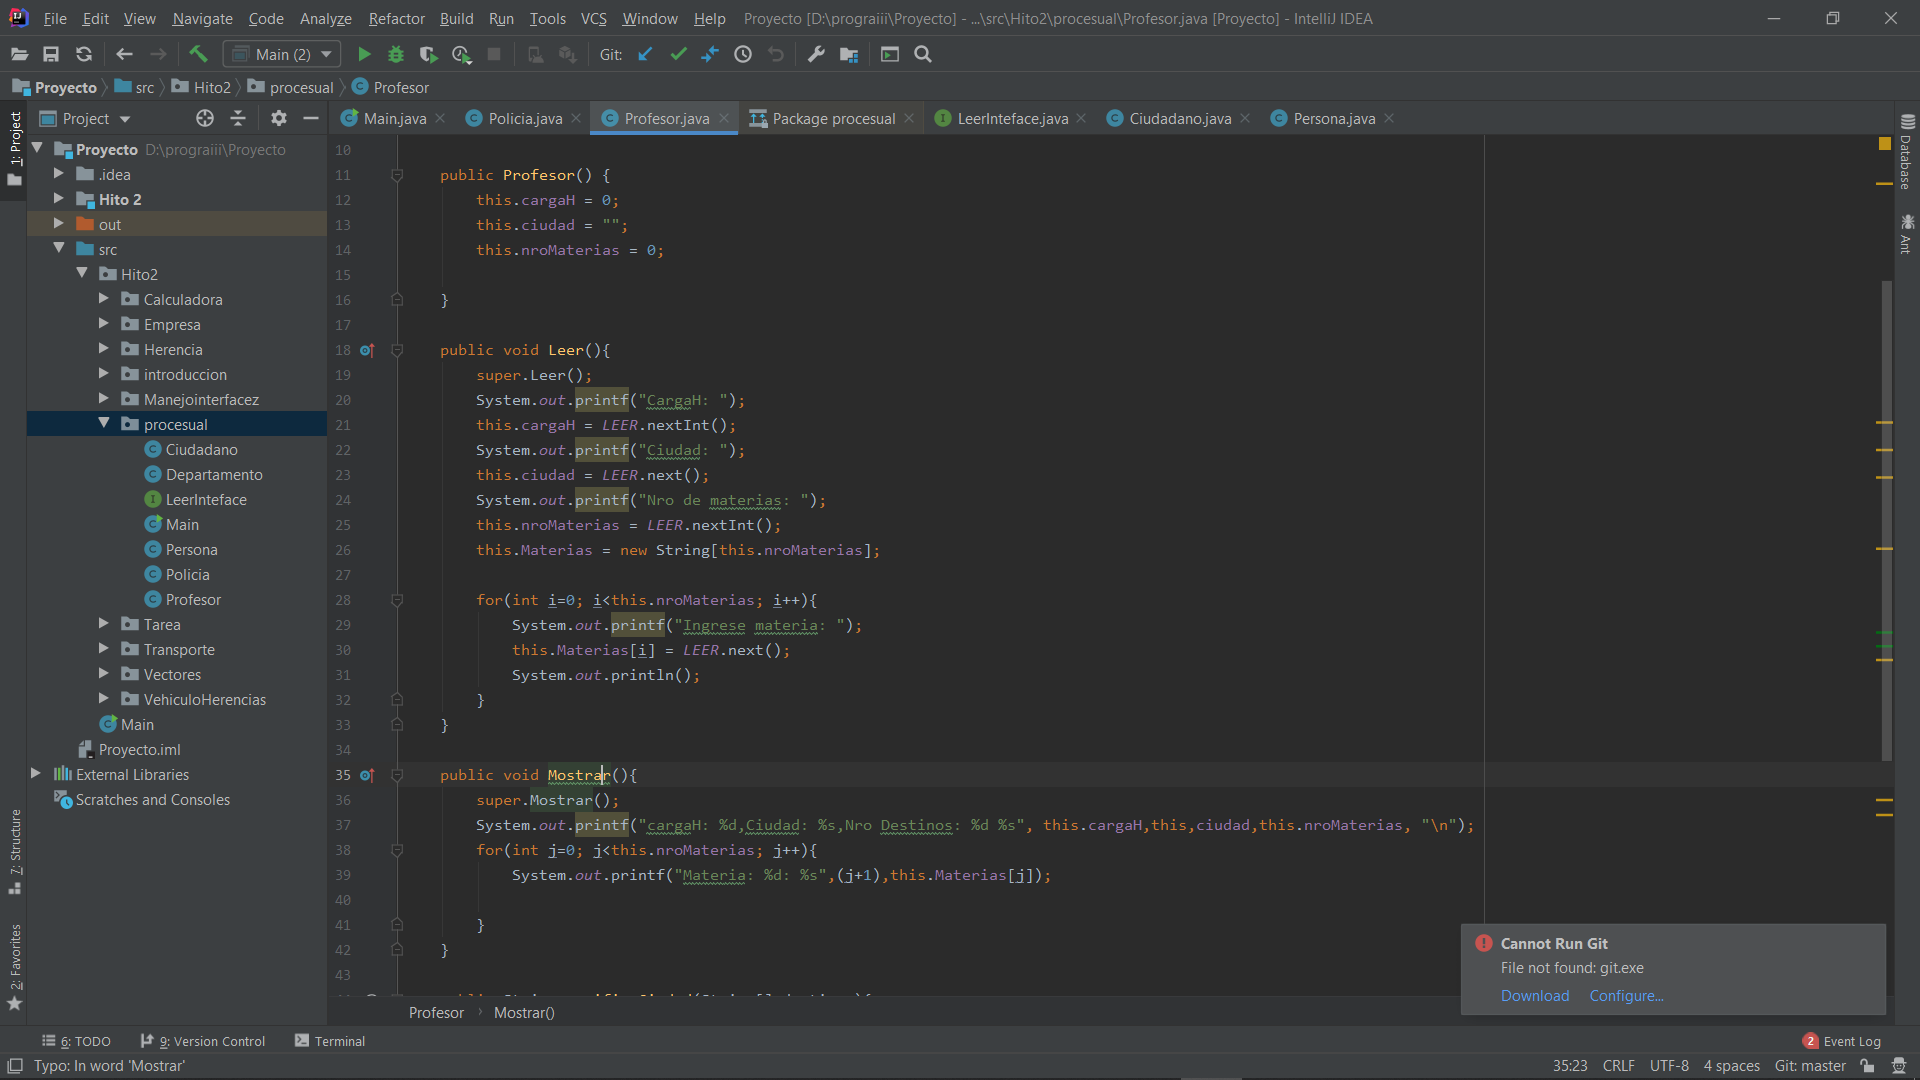 File Edit View Navigate Code Analyze Refactor Build Run Tools VCS Window Help Proyecto [D:\prograiii\Proyecto] - ...\src\Hito2\procesual\Profesor.java [Proyecto] - IntelliJ IDEA
Main (2) Git:
Proyecto src Hito2 procesual Profesor
1: Project
Project
Main.java Policia.java Profesor.java Package procesual LeerInteface.java Ciudadano.java Persona.java
Proyecto D:\prograiii\Proyecto
.idea
Hito 2
out
src
Hito2
Calculadora
Empresa
Herencia
introduccion
Manejointerfacez
procesual
Ciudadano
Departamento
LeerInteface
Main
Persona
Policia
Profesor
Tarea
Transporte
Vectores
VehiculoHerencias
Main
Proyecto.iml
External Libraries
Scratches and Consoles
7: Structure
2: Favorites
10
11 public Profesor() {
12 this.cargaH = 0;
13 this.ciudad = "";
14 this.nroMaterias = 0;
15
16 }
17
18 public void Leer(){
19 super.Leer();
20 System.out.printf("CargaH: ");
21 this.cargaH = LEER.nextInt();
22 System.out.printf("Ciudad: ");
23 this.ciudad = LEER.next();
24 System.out.printf("Nro de materias: ");
25 this.nroMaterias = LEER.nextInt();
26 this.Materias = new String[this.nroMaterias];
27
28 for(int i=0; i<this.nroMaterias; i++){
29 System.out.printf("Ingrese materia: ");
30 this.Materias[i] = LEER.next();
31 System.out.println();
32 }
33 }
34
35 public void Mostrar(){
36 super.Mostrar();
37 System.out.printf("cargaH: %d,Ciudad: %s,Nro Destinos: %d %s", this.cargaH,this,ciudad,this.nroMaterias, "\n");
38 for(int j=0; j<this.nroMaterias; j++){
39 System.out.printf("Materia: %d: %s",(j+1),this.Materias[j]);
40
41 }
42 }
43
Database
Ant
Cannot Run Git
File not found: git.exe
Download Configure...
Profesor Mostrar()
6: TODO 9: Version Control Terminal 2 Event Log
Typo: In word 'Mostrar' 35:23 CRLF UTF-8 4 spaces Git: master